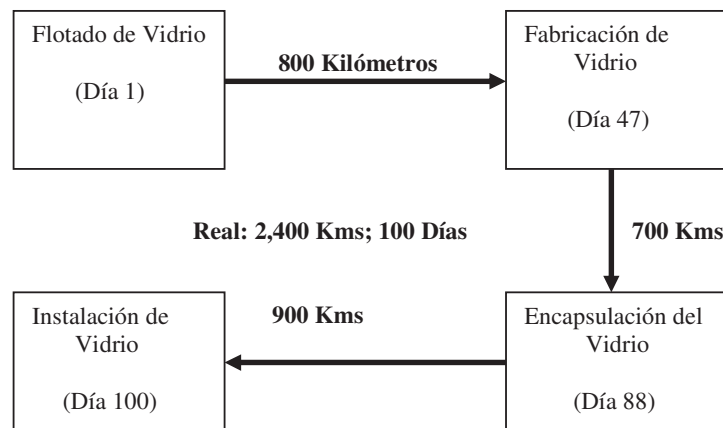 Flotado de Vidrio
(Día 1)
800 Kilómetros
Fabricación de
Vidrio
(Día 47)
Real: 2,400 Kms; 100 Días
700 Kms
Instalación de
Vidrio
(Día 100)
900 Kms
Encapsulación del
Vidrio
(Día 88)